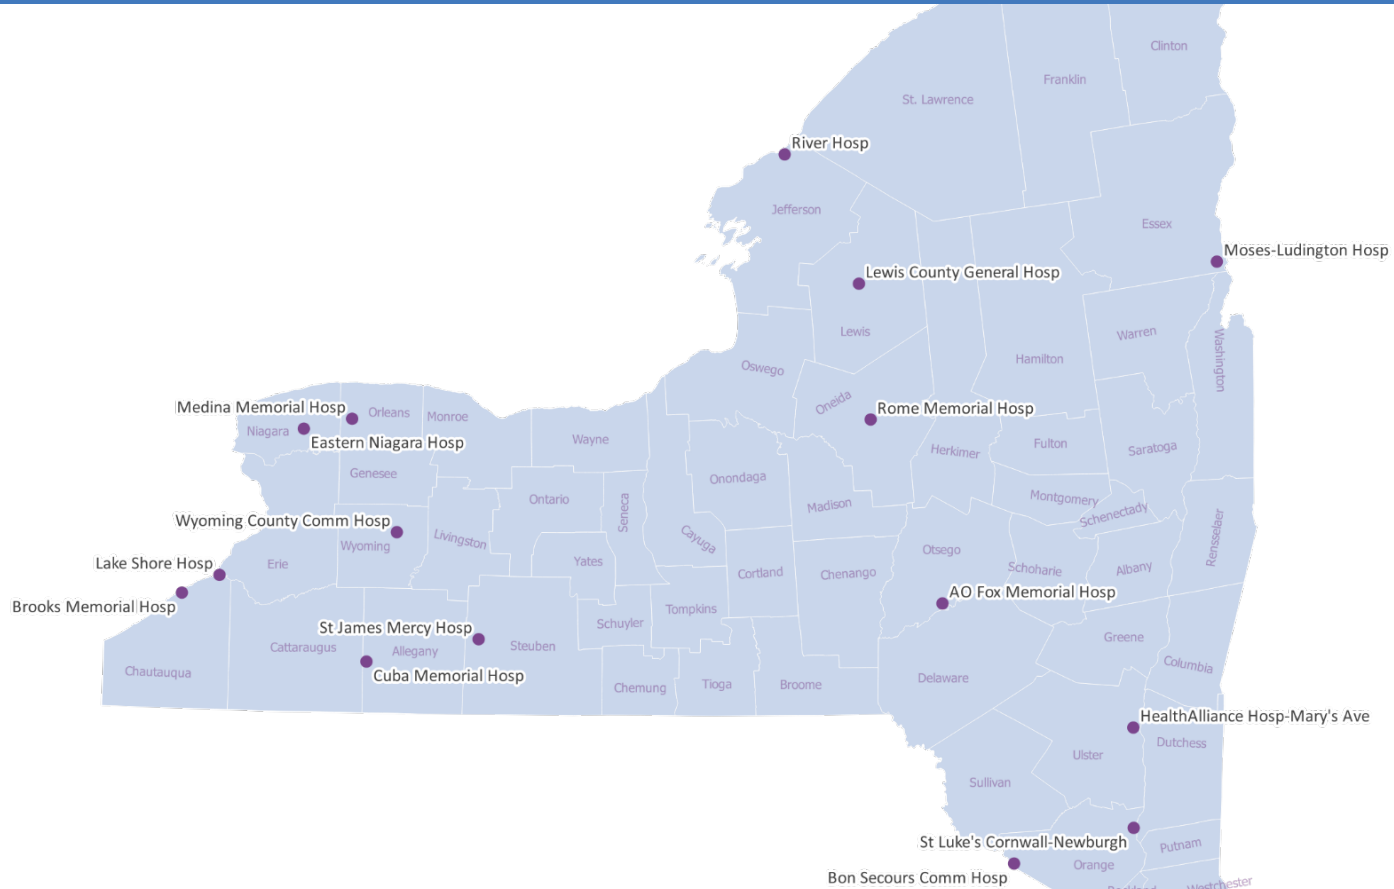 Clinton
Franklin
St. Lawrence
River Hosp
Jefferson
Essex
Moses-Ludington Hosp
Lewis County General Hosp
Lewis
Warren
Washington
Hamilton
Oswego
Oneida
Rome Memorial Hosp
Medina Memorial Hosp
Orleans
Monroe
Niagara
Eastern Niagara Hosp
Wayne
Herkimer
Fulton
Saratoga
Genesee
Onondaga
Ontario
Seneca
Madison
Montgomery
Schenectady
Rensselaer
Wyoming County Comm Hosp
Wyoming
Livingston
Cayuga
Otsego
Lake Shore Hosp
Erie
Yates
Cortland
Chenango
Schoharie
Albany
Brooks Memorial Hosp
AO Fox Memorial Hosp
Tompkins
St James Mercy Hosp
Schuyler
Cattaraugus
Allegany
Steuben
Greene
Columbia
Chautauqua
Cuba Memorial Hosp
Chemung
Tioga
Broome
Delaware
HealthAlliance Hosp-Mary's Ave
Dutchess
Ulster
Sullivan
St Luke's Cornwall-Newburgh
Putnam
Orange
Bon Secours Comm Hosp
Westchester